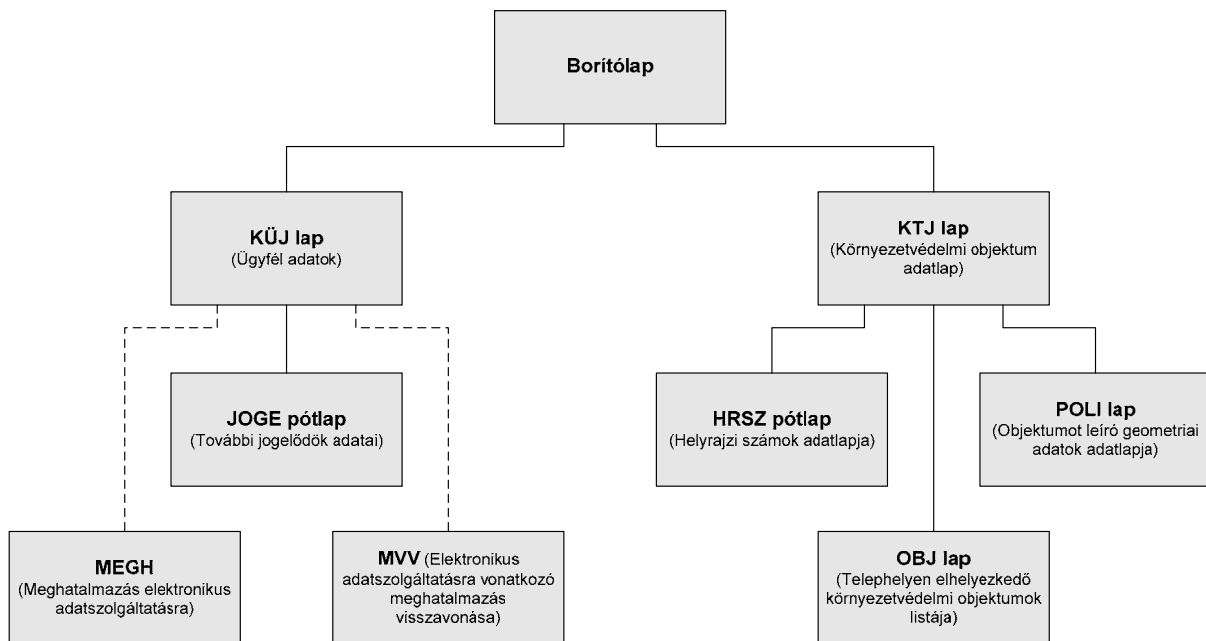 Borítólap
KÜJ lap
(Ügyfél adatok)
KTJ lap
(Környezetvédelmi objektum
adatlap)
JOGE pótlap
(További jogelődök adatai)
HRSZ pótlap
(Helyrajzi számok adatlapja)
POLI lap
(Objektumot leíró geometriai
adatok adatlapja)
MEGH
(Meghatalmazás elektronikus
adatszolgáltatásra)
MVV (Elektronikus
adatszolgáltatásra vonatkozó
meghatalmazás
visszavonása)
OBJ lap
(Telephelyen elhelyezkedő
környezetvédelmi objektumok
listája)